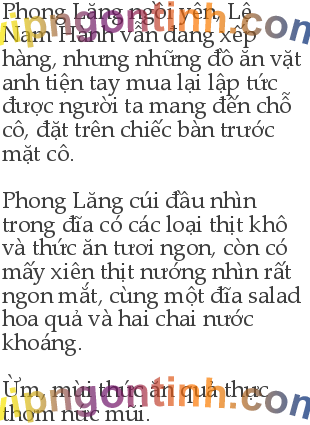 Phong Lăng ngồi yên, Lệ
Nam Hành vẫn đang xếp
hàng, nhưng những đồ ăn vặt
anh tiện tay mua lại lập tức
được người ta mang đến chỗ
cô, đặt trên chiếc bàn trước
mặt cô.
Phong Lăng cúi đầu nhìn
trong đĩa có các loại thịt khô
và thức ăn tươi ngon, còn có
mấy xiên thịt nướng nhìn rất
ngon mắt, cùng một đĩa salad
hoa quả và hai chai nước
khoáng.
Ừm, mùi thức ăn quả thực
thơm nức mũi.